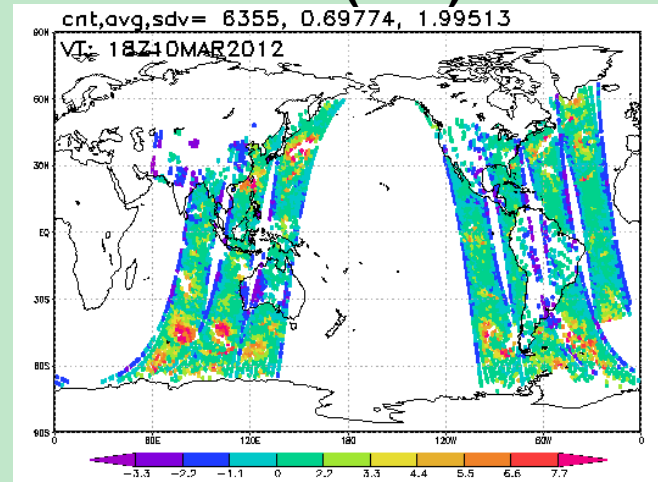 cnt,avg,sdv= 6355, 0.69774, 1.99513
VT: 18Z10MAR2012
90N
60N
30N
EQ
30S
60S
90S
0 60E 120E 180 120W 60W 0
-3.3 -2.2 -1.1 0 2.2 3.3 4.4 5.5 6.6 7.7